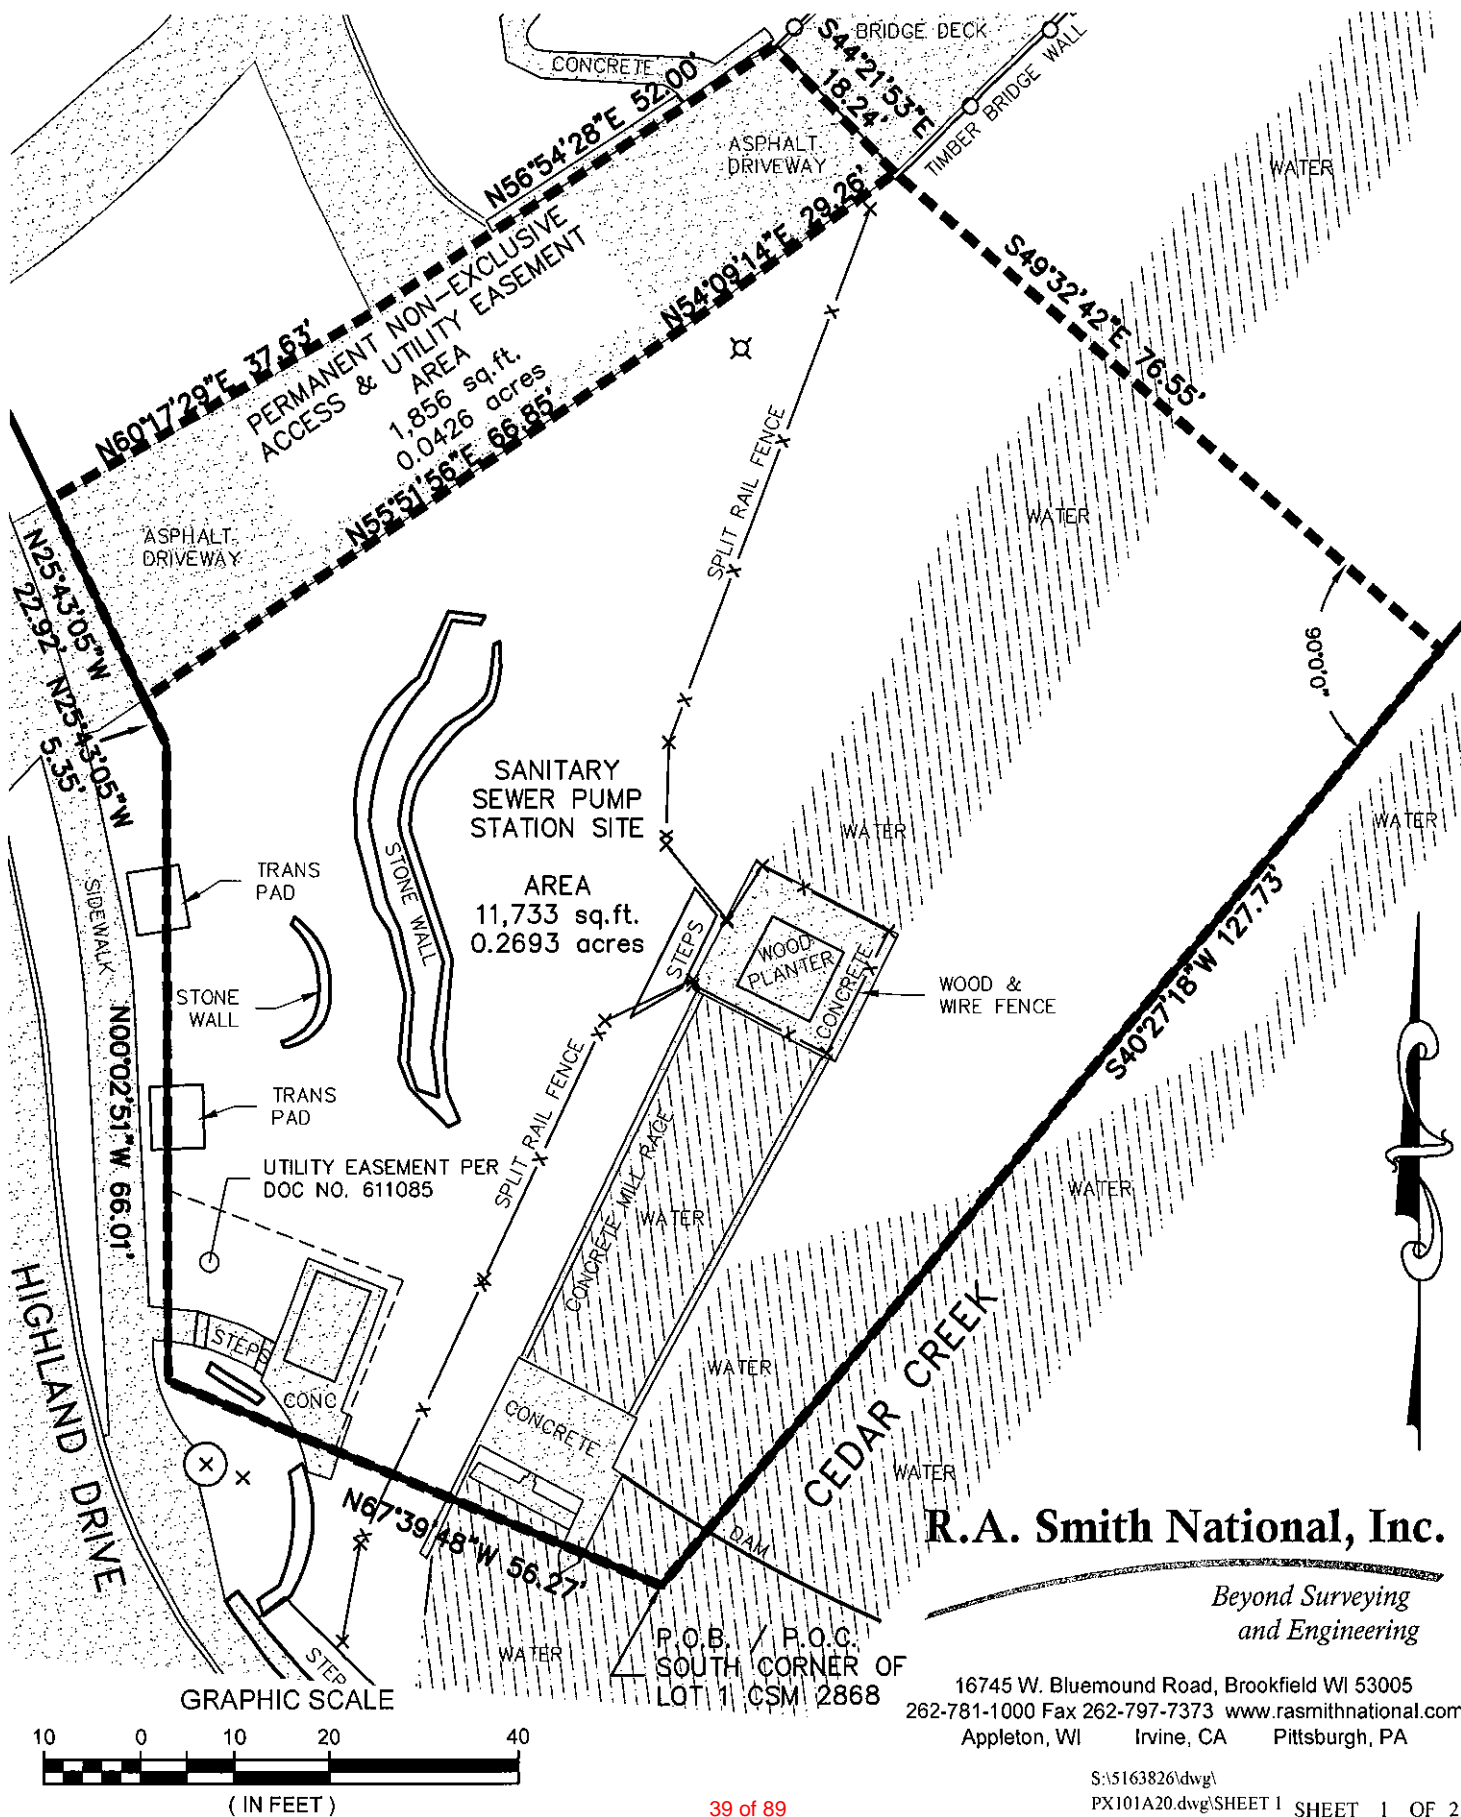 BRIDGE DECK
CONCRETE
S44°21'53"E
18.24'
TIMBER BRIDGE WALL
N56°54'28"E 52.00'
ASPHALT
DRIVEWAY
WATER
PERMANENT NON-EXCLUSIVE
ACCESS & UTILITY EASEMENT
AREA
1,856 sq.ft.
0.0426 acres
N54°09'14"E 29.26'
S49°32'42"E 76.55'
N60°17'29"E 37.63'
N55°51'56"E 66.85'
SPLIT RAIL FENCE
WATER
ASPHALT
DRIVEWAY
N25°43'05"W
22.92'
N25°43'05"W
5.35'
90°0'0"
SANITARY
SEWER PUMP
STATION SITE
AREA
11,733 sq.ft.
0.2693 acres
WATER
WATER
TRANS
PAD
SIDEWALK
STONE WALL
STEPS
WOOD
PLANTER
CONCRETE
WOOD &
WIRE FENCE
S40°27'18"W 127.73'
STONE
WALL
N00°02'51"W 66.01'
TRANS
PAD
SPLIT RAIL FENCE
CONCRETE MILL RACE
UTILITY EASEMENT PER
DOC NO. 611085
WATER
WATER
HIGHLAND DRIVE
STEPS
CONC
WATER
CONCRETE
CEDAR CREEK
WATER
N67°39'48"W 56.27'
DAM
R.A. Smith National, Inc.
Beyond Surveying
and Engineering
WATER
P.O.B. / P.O.C.
SOUTH CORNER OF
LOT 1 CSM 2868
STEP
16745 W. Bluemound Road, Brookfield WI 53005
262-781-1000 Fax 262-797-7373 www.rasmithnational.com
Appleton, WI Irvine, CA Pittsburgh, PA
GRAPHIC SCALE
10 0 10 20 40
( IN FEET )
S:\5163826\dwg\
PX101A20.dwg\SHEET 1 SHEET 1 OF 2
39 of 89